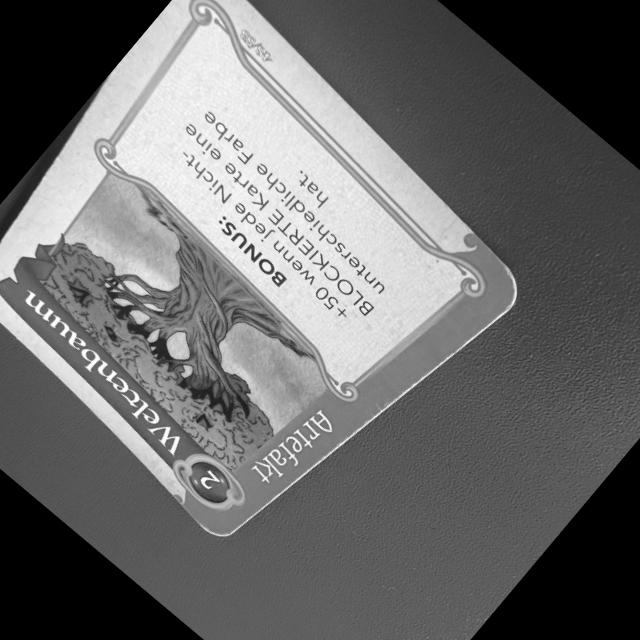 2
Weltenbaum
Artefakt
BONUS:
+50 wenn jede Nicht-
BLOCKIERTE Karte eine
unterschiedliche Farbe
hat.